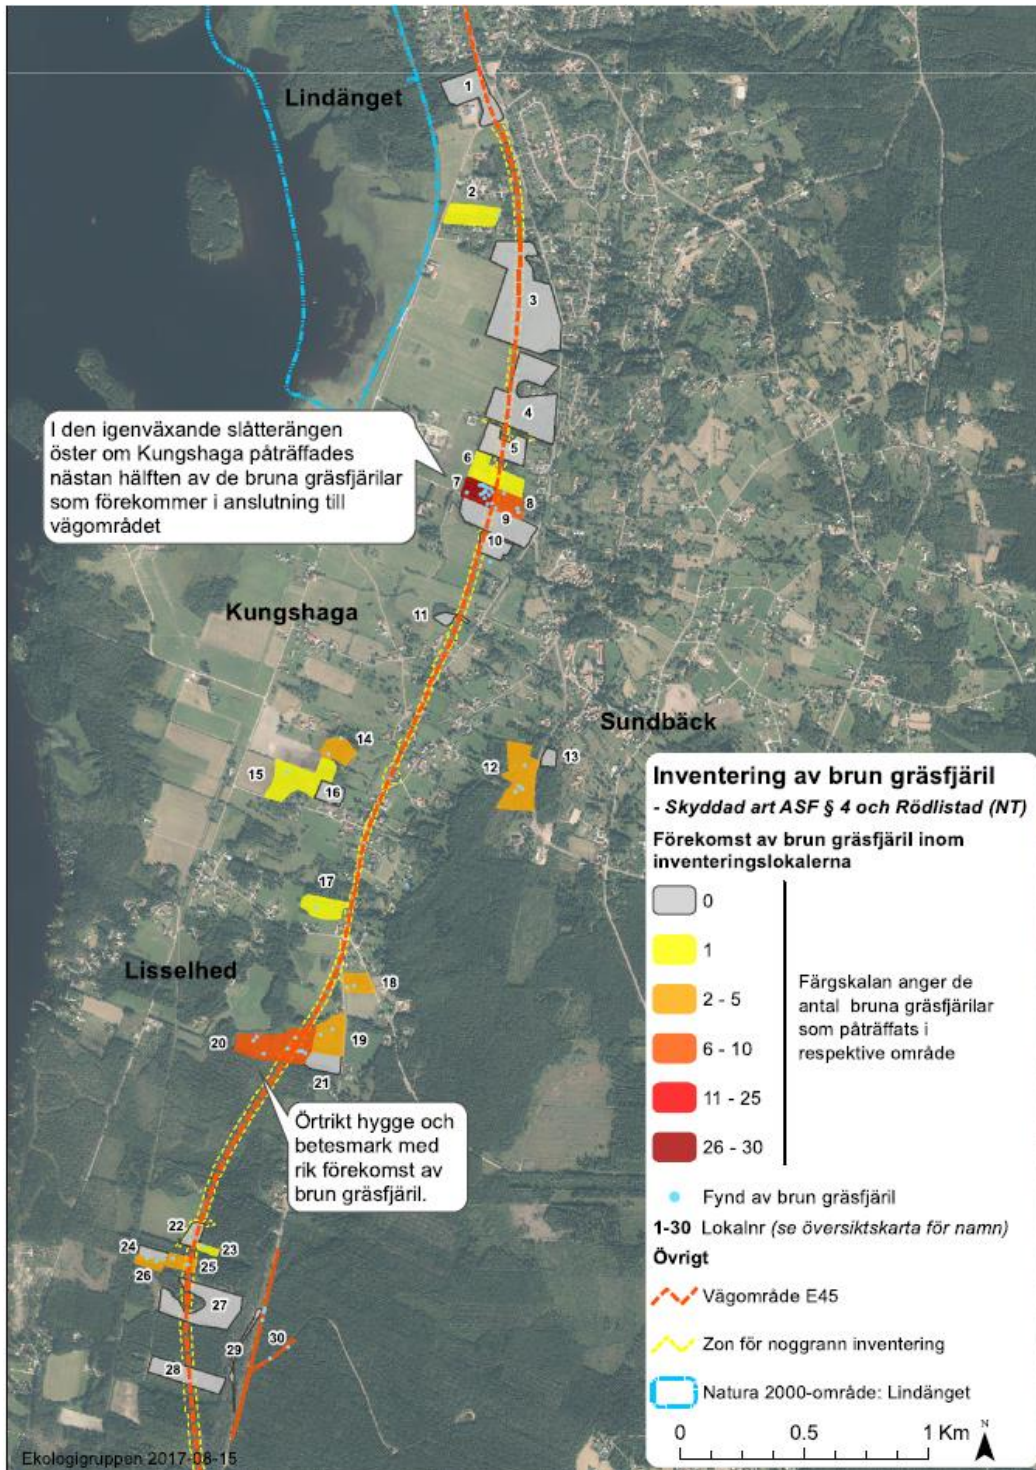 Lindänget
1
2
3
4
5
I den igenväxande slåtterängen
öster om Kungshaga påträffades
nästan hälften av de bruna gräsfjärilar
som förekommer i anslutning till
vägområdet
6
7
8
9
10
Kungshaga
11
Sundbäck
12
13
14
15
16
17
Lisselhed
18
19
20
21
Örtrikt hygge och
betesmark med
rik förekomst av
brun gräsfjäril.
22
23
24
25
26
27
28
29
30
Ekologigruppen 2017-08-15
Inventering av brun gräsfjäril
- Skyddad art ASF § 4 och Rödlistad (NT)
Förekomst av brun gräsfjäril inom
inventeringslokalerna
0
1
2 - 5
6 - 10
11 - 25
26 - 30
Färgskalan anger de
antal bruna gräsfjärilar
som påträffats i
respektive område
Fynd av brun gräsfjäril
1-30 Lokalnr (se översiktskarta för namn)
Övrigt
Vägområde E45
Zon för noggrann inventering
Natura 2000-område: Lindänget
0 0.5 1 Km
N